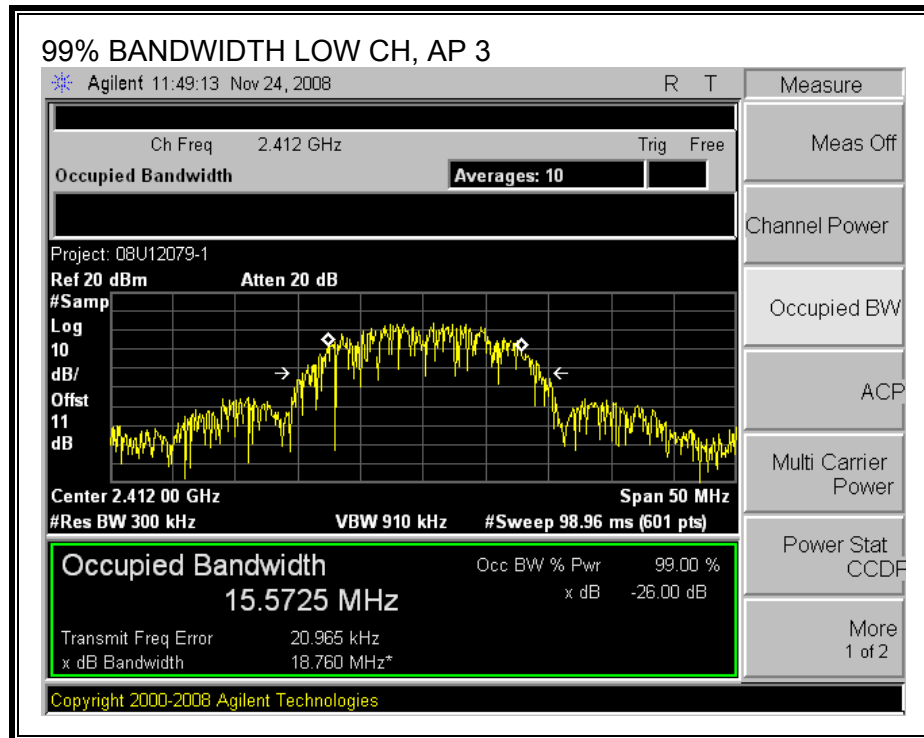 99% BANDWIDTH LOW CH, AP 3
Agilent 11:49:13 Nov 24, 2008 R T
Measure
Ch Freq 2.412 GHz Trig Free
Occupied Bandwidth Averages: 10
Meas Off
Channel Power
Occupied BW
ACP
Multi Carrier
Power
Power Stat
CCDF
More
1 of 2
Project: 08U12079-1
Ref 20 dBm Atten 20 dB
#Samp
Log
10
dB/
Offst
11
dB
Center 2.412 00 GHz Span 50 MHz
#Res BW 300 kHz VBW 910 kHz #Sweep 98.96 ms (601 pts)
Occupied Bandwidth Occ BW % Pwr 99.00 %
15.5725 MHz x dB -26.00 dB
Transmit Freq Error 20.965 kHz
x dB Bandwidth 18.760 MHz*
Copyright 2000-2008 Agilent Technologies